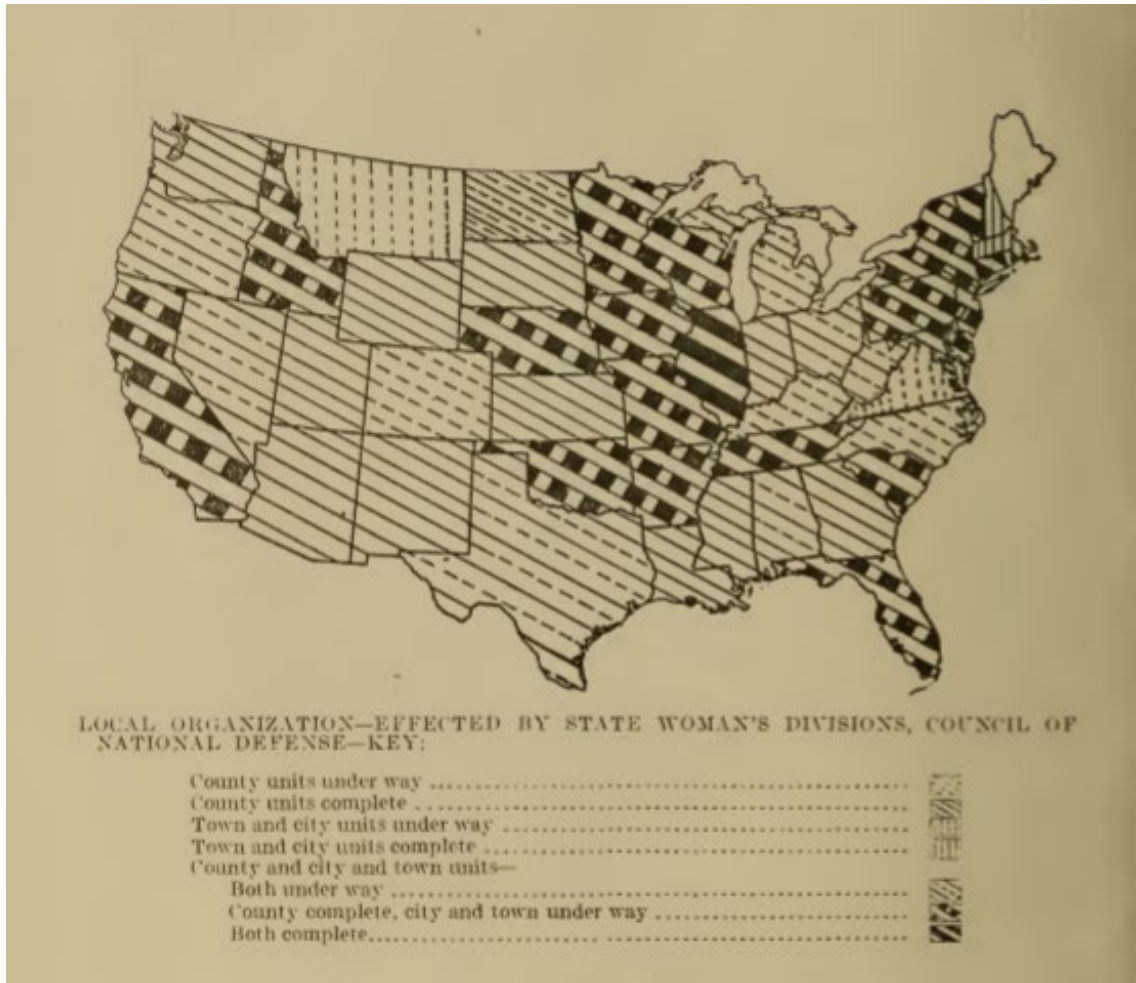 LOCAL ORGANIZATION—EFFECTED BY STATE WOMAN'S DIVISIONS, COUNCIL OF
NATIONAL DEFENSE—KEY:
County units under way
County units complete
Town and city units under way
Town and city units complete
County and city and town units—
Both under way
County complete, city and town under way
Both complete